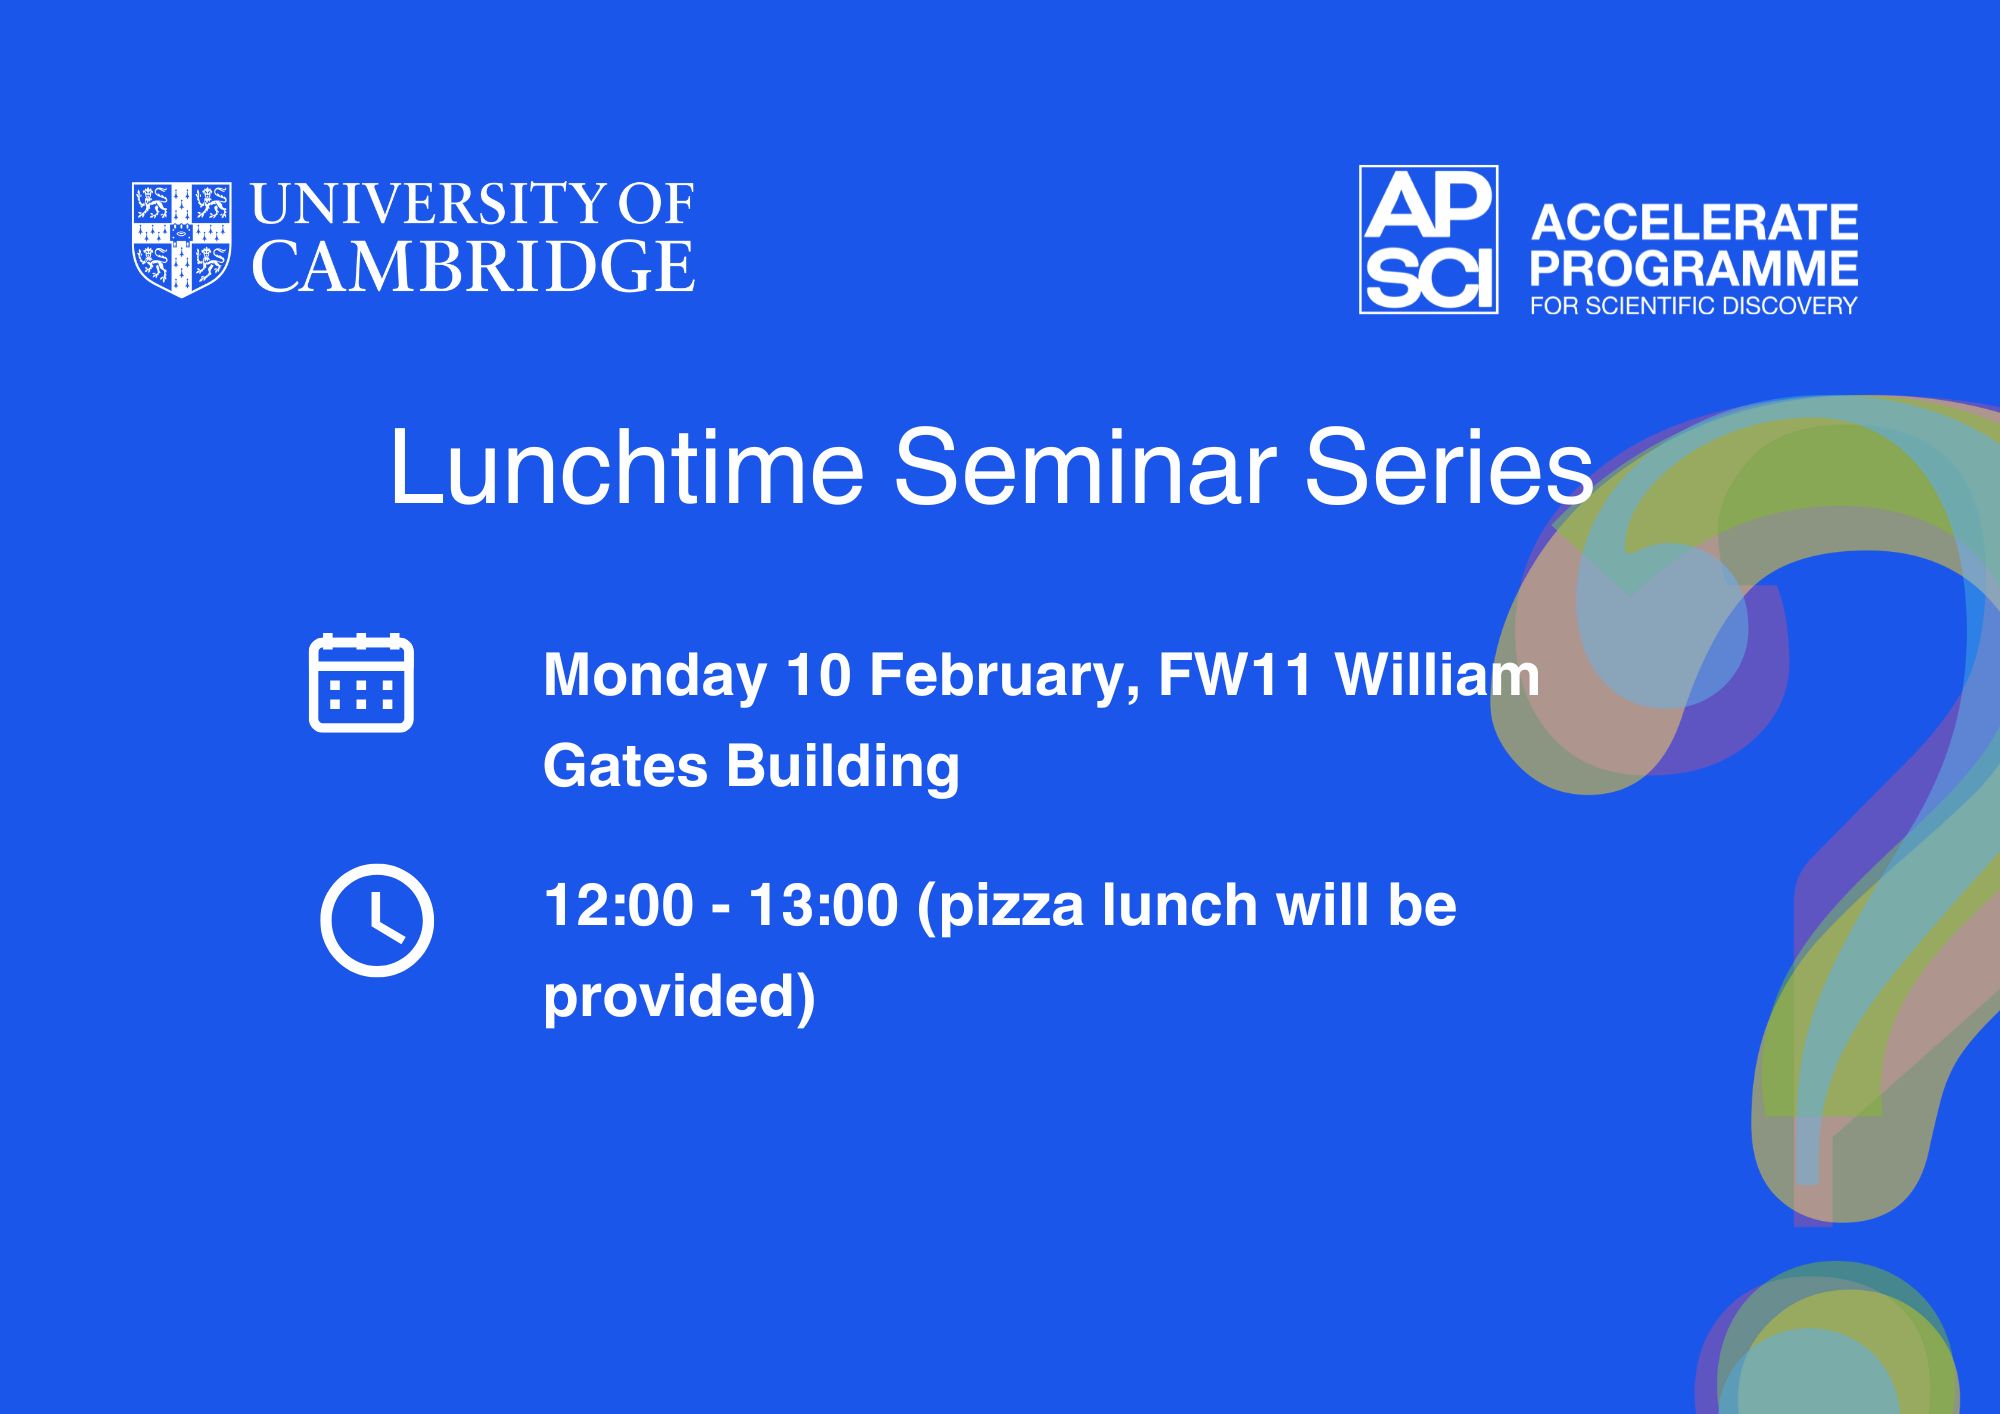 UNIVERSITY OF
CAMBRIDGE
AP
SCI
ACCELERATE
PROGRAMME
FOR SCIENTIFIC DISCOVERY
Lunchtime Seminar Series
Monday 10 February, FW11 William
Gates Building
12:00 - 13:00 (pizza lunch will be
provided)